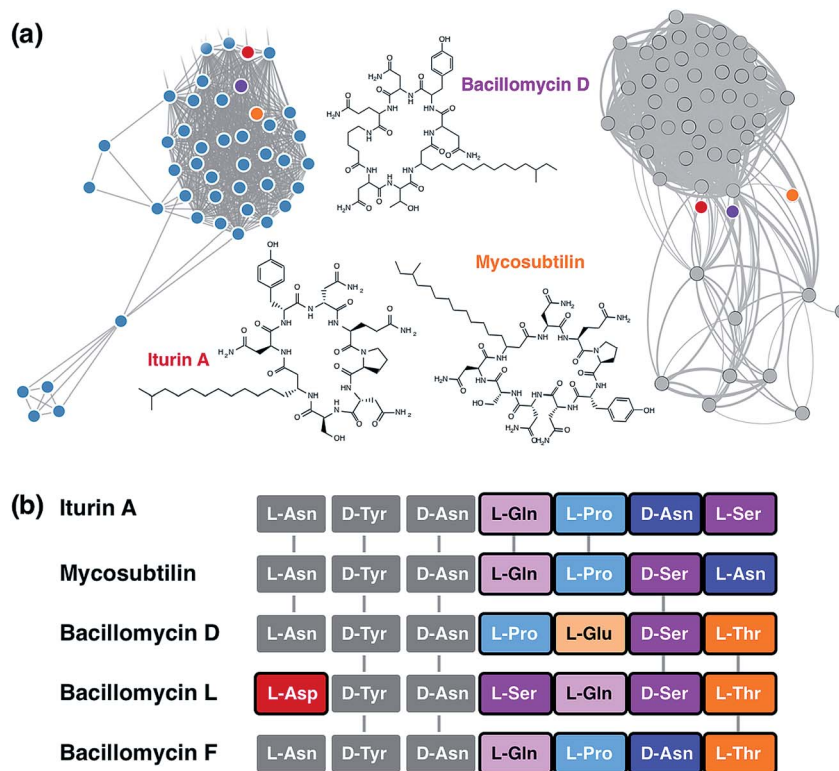 (a)
Bacillomycin D
Mycosubtilin
Iturin A
(b)
Iturin A L-Asn D-Tyr D-Asn L-Gln L-Pro D-Asn L-Ser
Mycosubtilin L-Asn D-Tyr D-Asn L-Gln L-Pro D-Ser L-Asn
Bacillomycin D L-Asn D-Tyr D-Asn L-Pro L-Glu D-Ser L-Thr
Bacillomycin L L-Asp D-Tyr D-Asn L-Ser L-Gln D-Ser L-Thr
Bacillomycin F L-Asn D-Tyr D-Asn L-Gln L-Pro D-Asn L-Thr